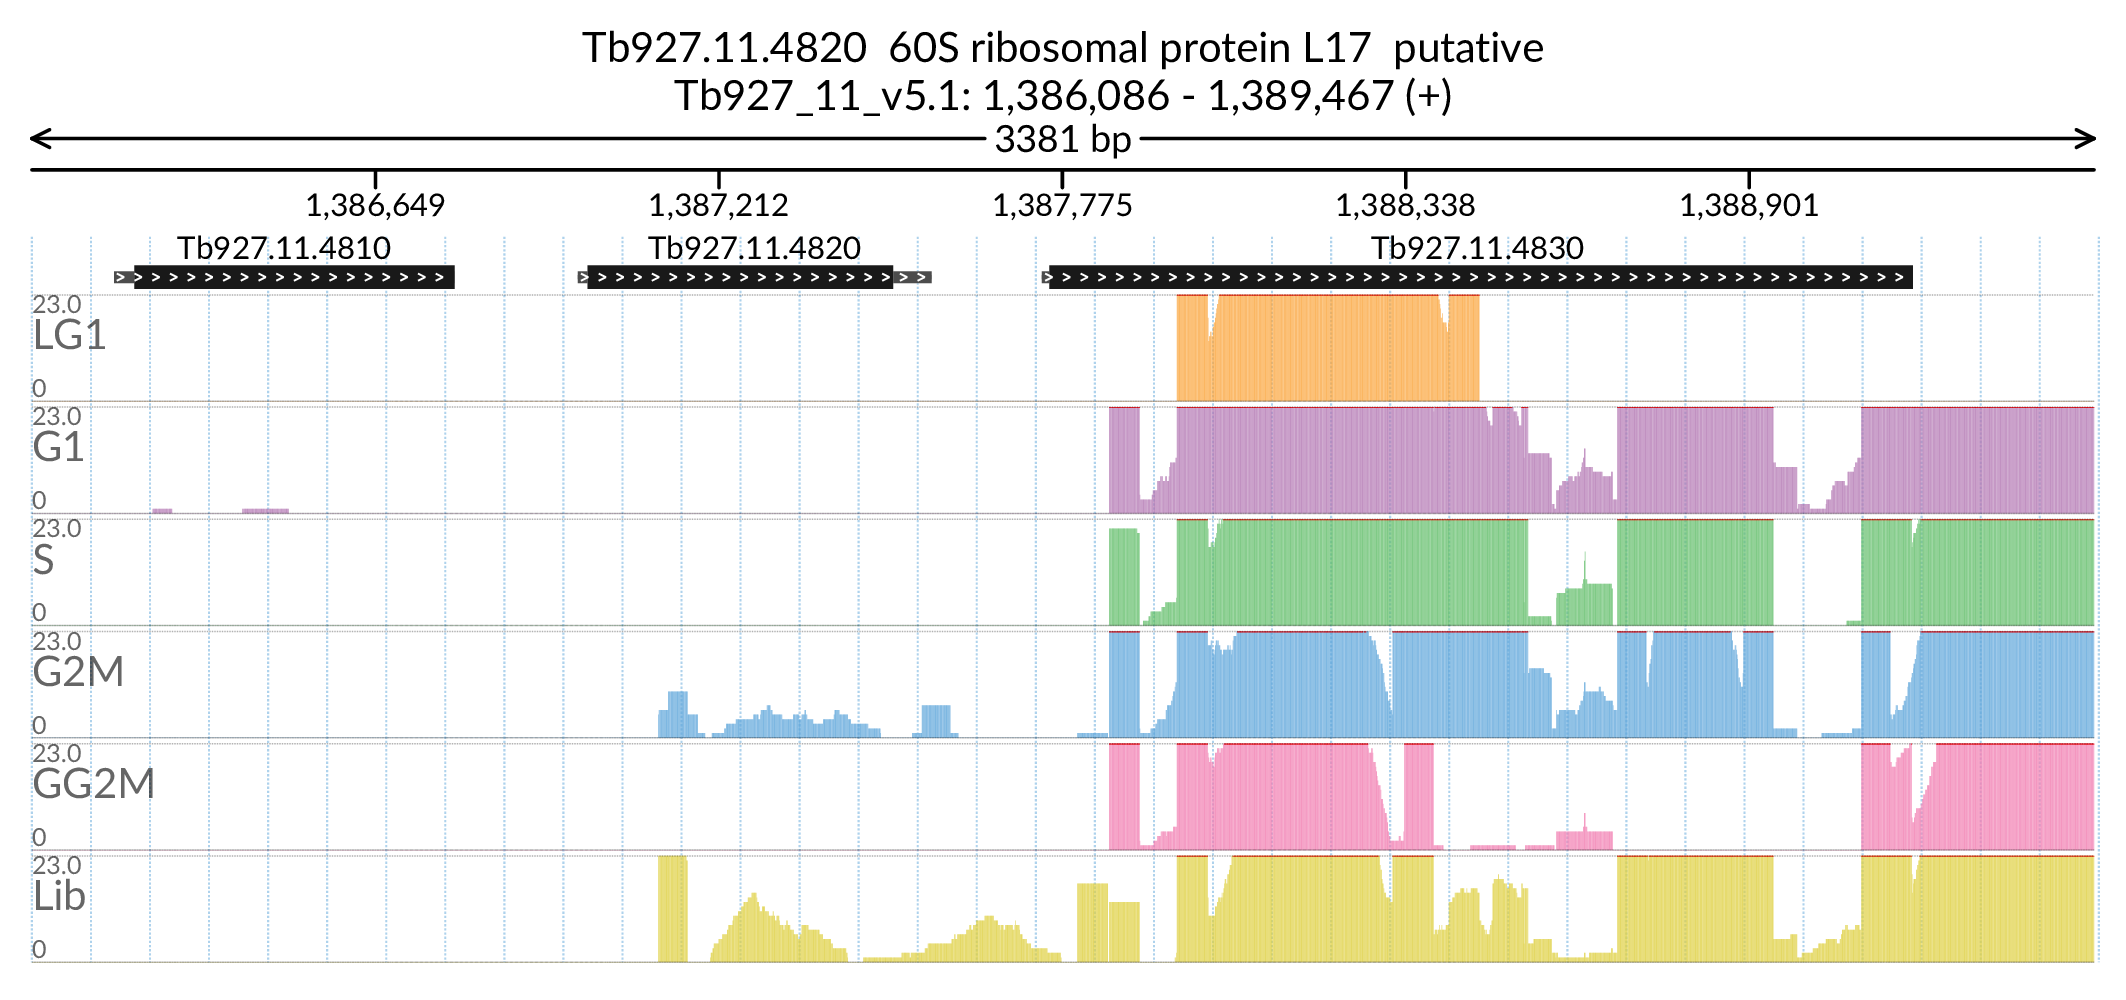 Tb927.11.4820  60S ribosomal protein L17  putative
Tb927_11_v5.1: 1,386,086 - 1,389,467 (+)
3381 bp
1,386,649 1,387,212 1,387,775 1,388,338 1,388,901
Tb927.11.4810 Tb927.11.4820 Tb927.11.4830
23.0
LG1
0
23.0
G1
0
23.0
S
0
23.0
G2M
0
23.0
GG2M
0
23.0
Lib
0